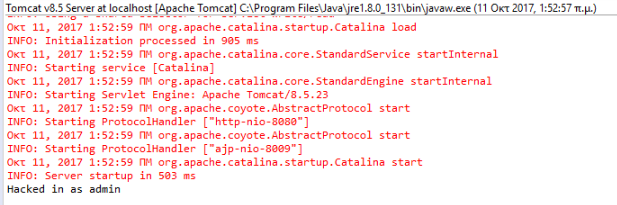 Tomcat v8.5 Server at localhost [Apache Tomcat] C:\Program Files\Java\jre1.8.0_131\bin\javaw.exe (11 Οκτ 2017, 1:52:57 π.μ.)
Οκτ 11, 2017 1:52:59 ΠΜ org.apache.catalina.startup.Catalina load
INFO: Initialization processed in 905 ms
Οκτ 11, 2017 1:52:59 ΠΜ org.apache.catalina.core.StandardService startInternal
INFO: Starting service [Catalina]
Οκτ 11, 2017 1:52:59 ΠΜ org.apache.catalina.core.StandardEngine startInternal
INFO: Starting Servlet Engine: Apache Tomcat/8.5.23
Οκτ 11, 2017 1:52:59 ΠΜ org.apache.coyote.AbstractProtocol start
INFO: Starting ProtocolHandler ["http-nio-8080"]
Οκτ 11, 2017 1:52:59 ΠΜ org.apache.coyote.AbstractProtocol start
INFO: Starting ProtocolHandler ["ajp-nio-8009"]
Οκτ 11, 2017 1:52:59 ΠΜ org.apache.catalina.startup.Catalina start
INFO: Server startup in 503 ms
Hacked in as admin